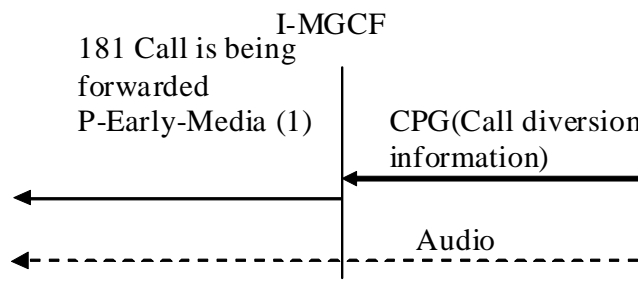 I-MGCF
181 Call is being
forwarded
P-Early-Media (1)
CPG(Call diversion
information)
Audio